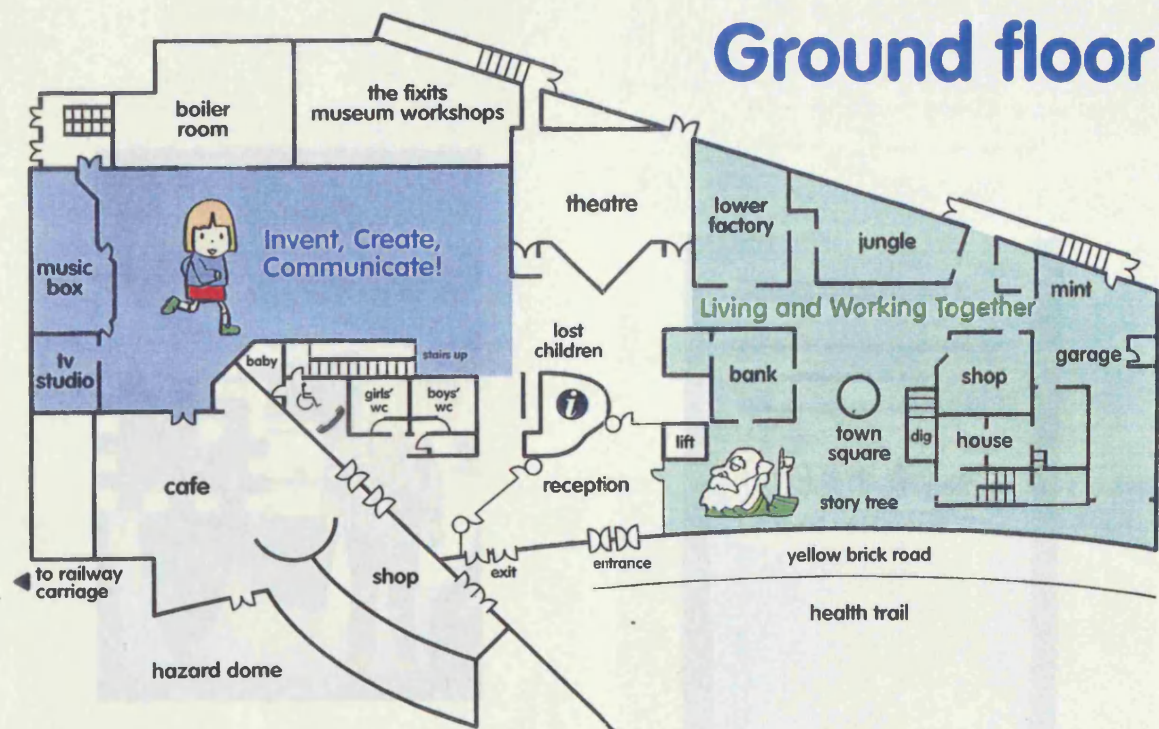 Ground floor
boiler
room
the fixits
museum workshops
theatre
lower
factory
jungle
mint
music
box
Invent, Create,
Communicate!
Living and Working Together
tv
studio
baby
stairs up
girls'
wc
boys'
wc
lost
children
i
bank
shop
garage
lift
town
square
dig
house
cafe
reception
story tree
to railway
carriage
shop
exit
entrance
yellow brick road
health trail
hazard dome